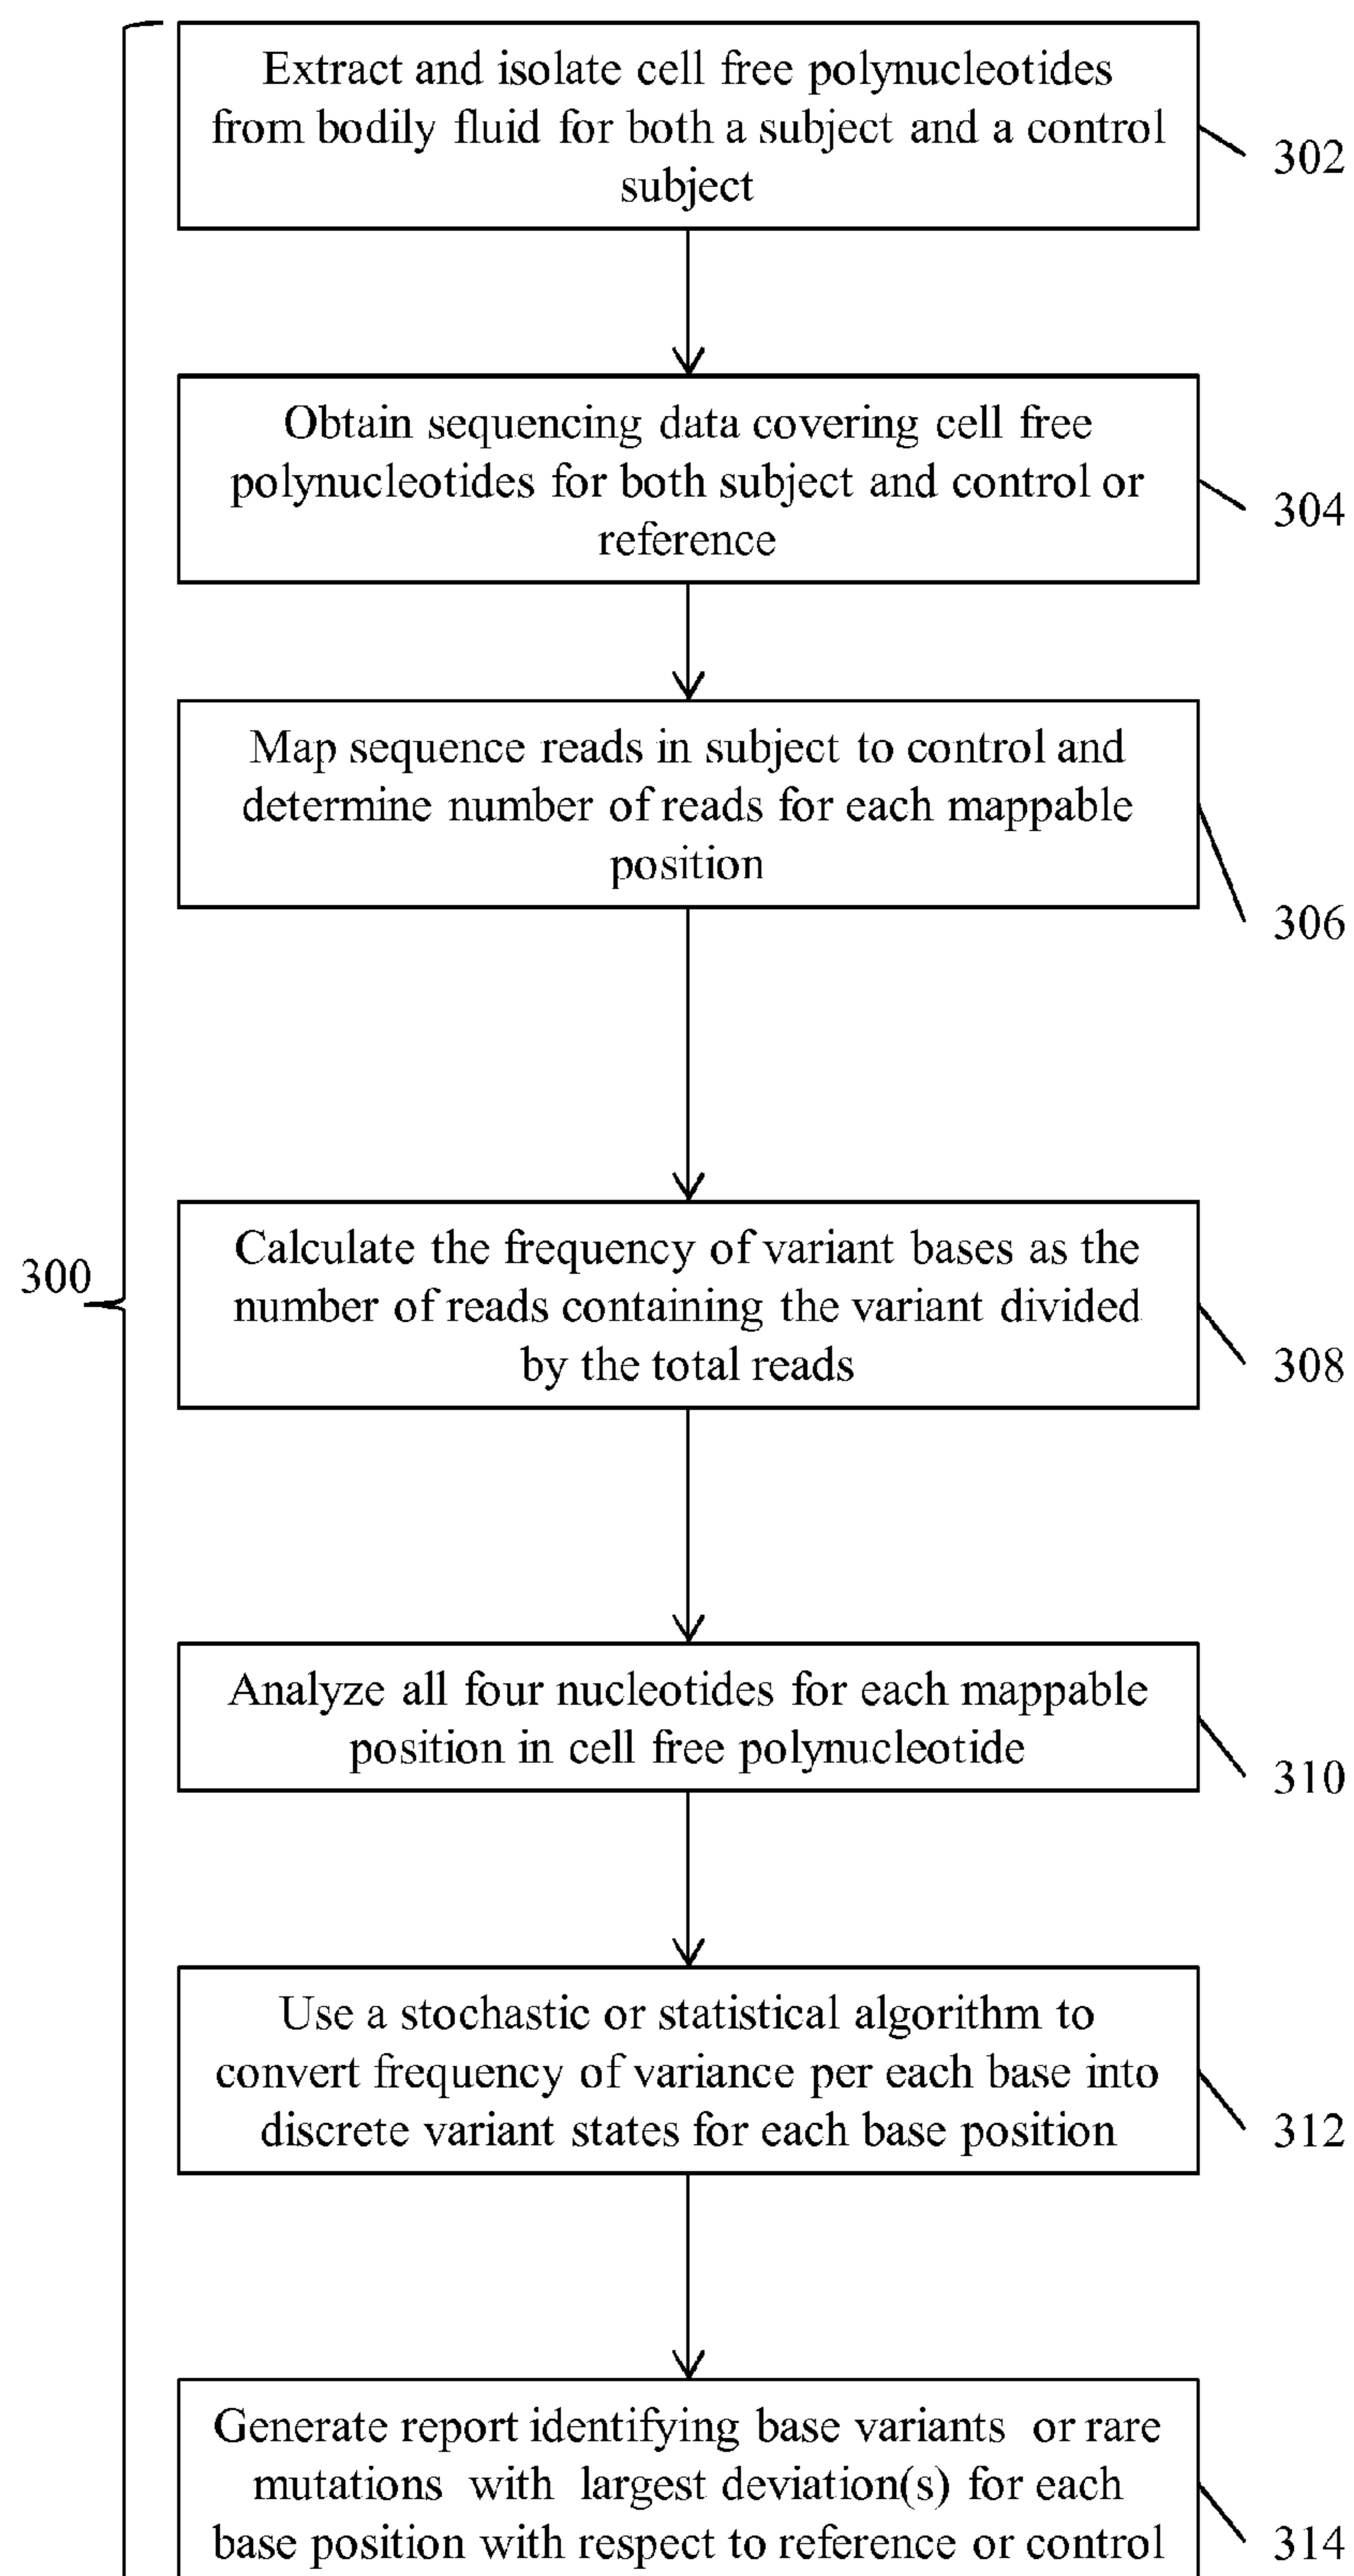 Extract and isolate cell free polynucleotides
from bodily fluid for both a subject and a control
subject
302
Obtain sequencing data covering cell free
polynucleotides for both subject and control or
reference
304
Map sequence reads in subject to control and
determine number of reads for each mappable
position
306
300
Calculate the frequency of variant bases as the
number of reads containing the variant divided
by the total reads
308
Analyze all four nucleotides for each mappable
position in cell free polynucleotide
310
Use a stochastic or statistical algorithm to
convert frequency of variance per each base into
discrete variant states for each base position
312
Generate report identifying base variants or rare
mutations with largest deviation(s) for each
base position with respect to reference or control
314